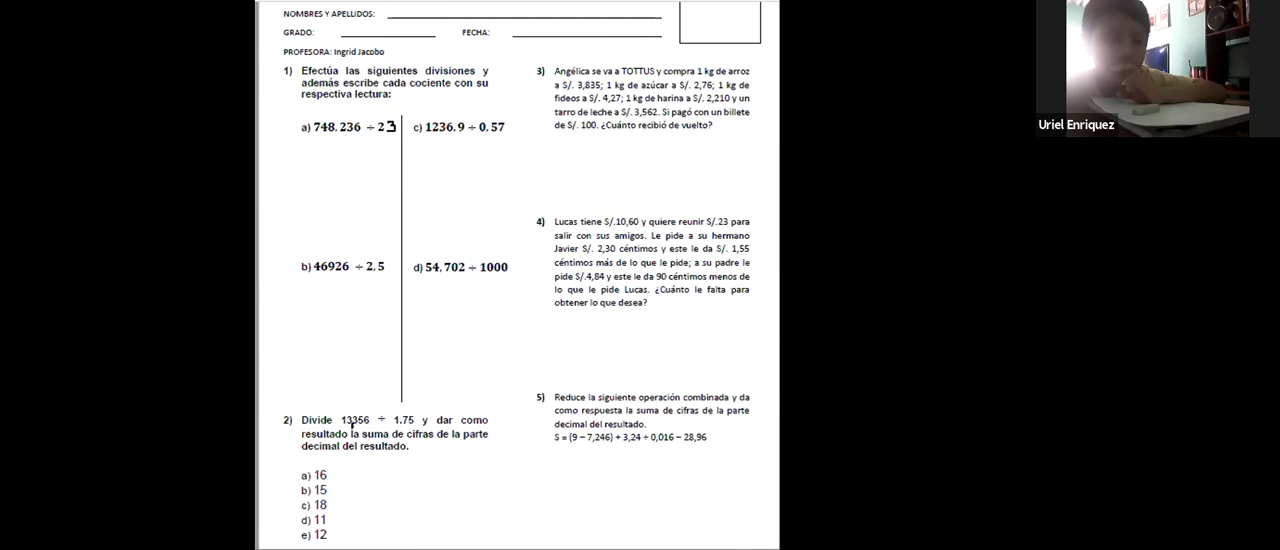 NOMBRES Y APELLIDOS:
GRADO: FECHA:
PROFESORA: Ingrid Jacobo
1) Efectúa las siguientes divisiones y
además escribe cada cociente con su
respectiva lectura:
a) 748,236 ÷ 23
c) 1236,9 ÷ 0,57
b) 46926 ÷ 2,5
d) 54,702 ÷ 1000
2) Divide 13356 ÷ 1.75 y dar como
resultado la suma de cifras de la parte
decimal del resultado.
a) 16
b) 15
c) 18
d) 11
e) 12
3) Angélica se va a TOTTUS y compra 1 kg de arroz
a S/. 3,835; 1 kg de azúcar a S/. 2,76; 1 kg de
fideos a S/. 4,27; 1 kg de harina a S/. 2,210 y un
tarro de leche a S/. 3,562. Si pagó con un billete
de S/. 100. ¿Cuánto recibió de vuelto?
4) Lucas tiene S/.10,60 y quiere reunir S/.23 para
salir con sus amigos. Le pide a su hermano
Javier S/. 2,30 céntimos y este le da S/. 1,55
céntimos más de lo que le pide; a su padre le
pide S/.4,84 y este le da 90 céntimos menos de
lo que le pide Lucas. ¿Cuánto le falta para
obtener lo que desea?
5) Reduce la siguiente operación combinada y da
como respuesta la suma de cifras de la parte
decimal del resultado.
S = (9 – 7,246) + 3,24 ÷ 0,016 – 28,96
Uriel Enriquez